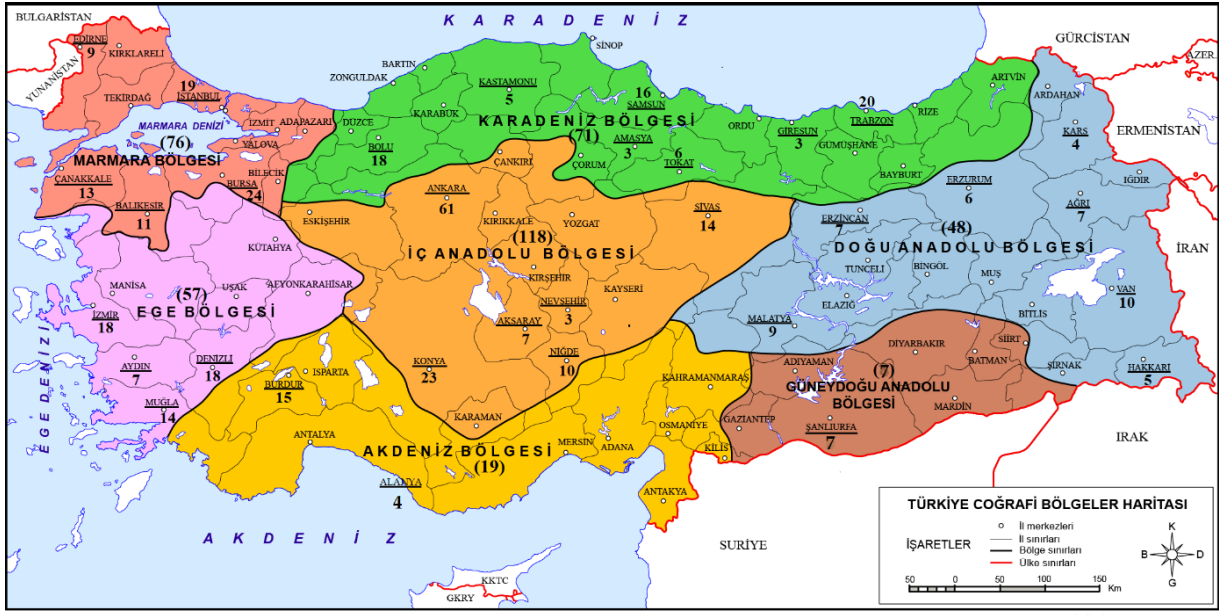 BULGARİSTAN
YUNANİSTAN
K A R A D E N İ Z
GÜRCİSTAN
AZER.
ERMENİSTAN
İRAN
IRAK
SURİYE
KKTC
GKRY
A K D E N İ Z
E G E D E N İ Z İ
MARMARA DENİZİ
(76)
MARMARA BÖLGESİ
EDİRNE
9
KIRKLARELİ
TEKİRDAĞ
19
İSTANBUL
İZMİT
ADAPAZARI
YALOVA
BİLECİK
BURSA
24
ÇANAKKALE
13
BALIKESİR
11
KARADENİZ BÖLGESİ
(71)
ZONGULDAK
BARTIN
KASTAMONU
5
SİNOP
KARABÜK
DÜZCE
BOLU
18
16
SAMSUN
AMASYA
3
ÇORUM
6
TOKAT
ORDU
GİRESUN
3
20
TRABZON
RİZE
ARTVİN
GÜMÜŞHANE
BAYBURT
(118)
İÇ ANADOLU BÖLGESİ
ÇANKIRI
ANKARA
61
ESKİŞEHİR
KIRIKKALE
YOZGAT
SİVAS
14
KIRŞEHİR
KAYSERİ
NEVŞEHİR
3
AKSARAY
7
NİĞDE
10
KONYA
23
KARAMAN
(57)
EGE BÖLGESİ
KÜTAHYA
MANİSA
UŞAK
AFYONKARAHİSAR
İZMİR
18
AYDIN
7
DENİZLİ
18
MUĞLA
14
AKDENİZ BÖLGESİ
(19)
BURDUR
15
ISPARTA
ANTALYA
ALANYA
4
MERSİN
ADANA
OSMANİYE
KAHRAMANMARAŞ
KİLİS
ANTAKYA
(48)
DOĞU ANADOLU BÖLGESİ
ARDAHAN
KARS
4
IĞDIR
ERZURUM
6
AĞRI
7
ERZİNCAN
7
TUNCELİ
BİNGÖL
MUŞ
ELAZIĞ
BİTLİS
VAN
10
MALATYA
9
HAKKARİ
5
ŞIRNAK
(7)
GÜNEYDOĞU ANADOLU
BÖLGESİ
ADIYAMAN
DİYARBAKIR
BATMAN
SİİRT
MARDİN
GAZİANTEP
ŞANLIURFA
7
TÜRKİYE COĞRAFİ BÖLGELER HARİTASI
İŞARETLER
İl merkezleri
İl sınırları
Bölge sınırları
Ülke sınırları
K
B D
G
50 0 50 100 150 Km